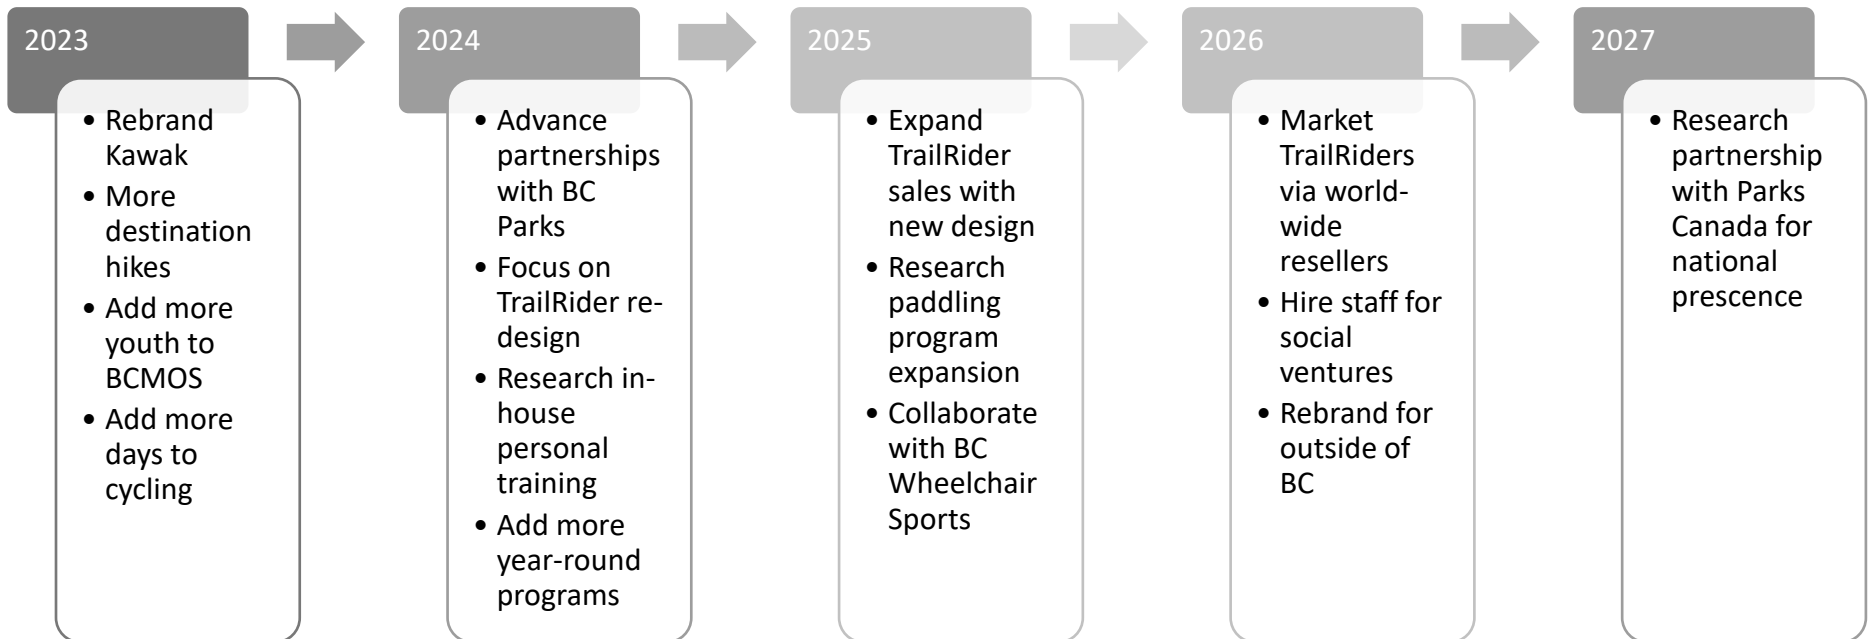 2023
• Rebrand
Kawak
• More
destination
hikes
• Add more
youth to
BCMOS
• Add more
days to
cycling
2024
• Advance
partnerships
with BC
Parks
• Focus on
TrailRider re-
design
• Research in-
house
personal
training
• Add more
year-round
programs
2025
• Expand
TrailRider
sales with
new design
• Research
paddling
program
expansion
• Collaborate
with BC
Wheelchair
Sports
2026
• Market
TrailRiders
via world-
wide
resellers
• Hire staff for
social
ventures
• Rebrand for
outside of
BC
2027
• Research
partnership
with Parks
Canada for
national
prescence